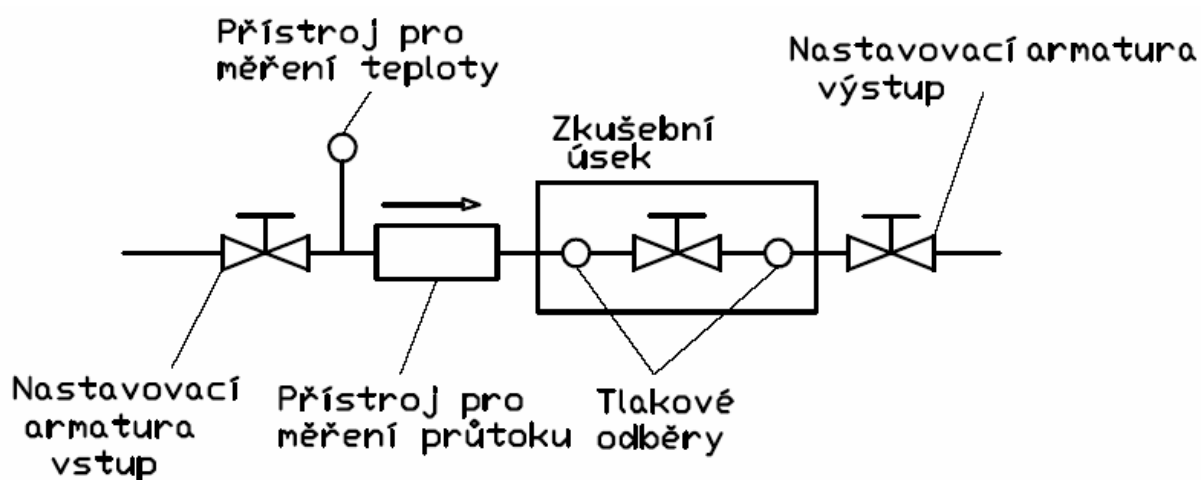 Přístroj pro
měření teploty
Nastavovací armatura
výstup
Zkušební
úsek
Nastavovací
armatura
vstup
Přístroj pro
měření průtoku
Tlakové
odběry